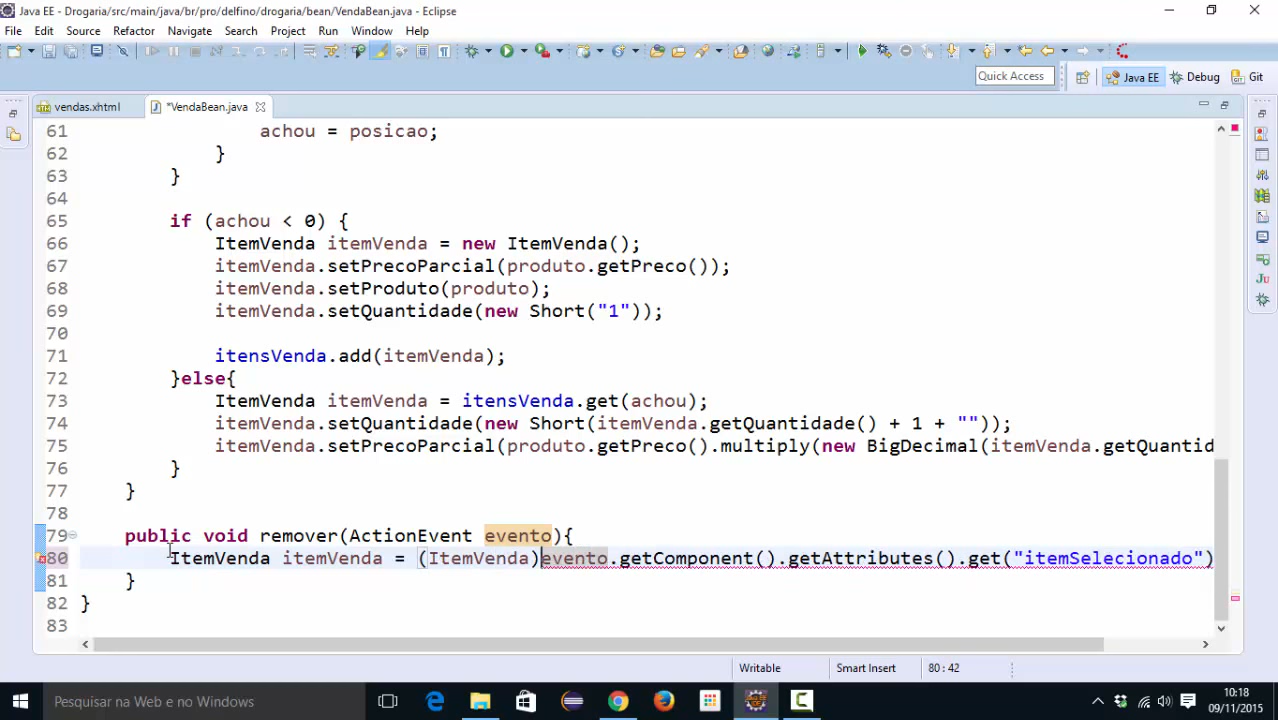 Java EE - Drogaria/src/main/java/br/pro/delfino/drogaria/bean/VendaBean.java - Eclipse
File Edit Source Refactor Navigate Search Project Run Window Help
Quick Access Java EE Debug Git
vendas.xhtml *VendaBean.java
61 achou = posicao;
62 }
63 }
64
65 if (achou < 0) {
66 ItemVenda itemVenda = new ItemVenda();
67 itemVenda.setPrecoParcial(produto.getPreco());
68 itemVenda.setProduto(produto);
69 itemVenda.setQuantidade(new Short("1"));
70
71 itensVenda.add(itemVenda);
72 }else{
73 ItemVenda itemVenda = itensVenda.get(achou);
74 itemVenda.setQuantidade(new Short(itemVenda.getQuantidade() + 1 + ""));
75 itemVenda.setPrecoParcial(produto.getPreco().multiply(new BigDecimal(itemVenda.getQuantid
76 }
77 }
78
79 public void remover(ActionEvent evento){
80 ItemVenda itemVenda = (ItemVenda)evento.getComponent().getAttributes().get("itemSelecionado")
81 }
82 }
83
Writable Smart Insert 80 : 42
Pesquisar na Web e no Windows
10:18
09/11/2015